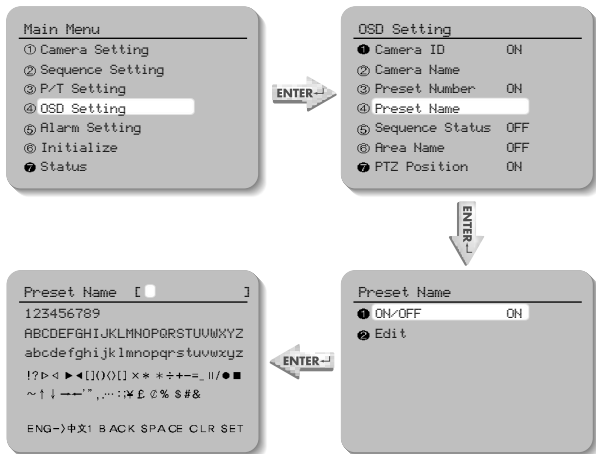 Main Menu
① Camera Setting
② Sequence Setting
③ P/T Setting
④ OSD Setting
⑤ Alarm Setting
⑥ Initialize
❼ Status
ENTER↵
OSD Setting
❶ Camera ID ON
② Camera Name
③ Preset Number ON
④ Preset Name
⑤ Sequence Status OFF
⑥ Area Name OFF
❼ PTZ Position ON
ENTER↵
Preset Name
❶ ON/OFF ON
❷ Edit
ENTER↵
Preset Name [ ]
123456789
ABCDEFGHIJKLMNOPQRSTUVWXYZ
abcdefghijklmnopqrstuvwxyz
!?▷◁ ▶◀[]()⟨⟩[] ×* *÷+-=_ II/●■
~↑↓→←'",.…:;¥£ @% $#&
ENG->中文1 BACK SPACE CLR SET